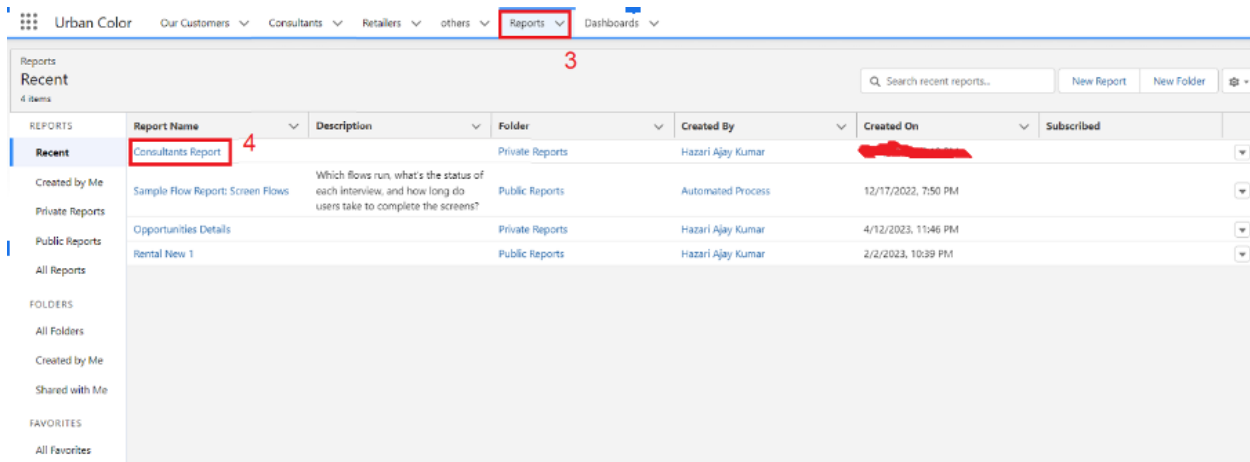 Urban Color Our Customers Consultants Retailers others Reports Dashboards
3
Reports
Recent
4 items
Search recent reports...
New Report
New Folder
REPORTS
Report Name Description Folder Created By Created On Subscribed
Recent
Consultants Report 4 Private Reports Hazari Ajay Kumar
Created by Me
Sample Flow Report: Screen Flows
Which flows run, what's the status of
each interview, and how long do
users take to complete the screens?
Public Reports Automated Process 12/17/2022, 7:50 PM
Private Reports
Opportunities Details Private Reports Hazari Ajay Kumar 4/12/2023, 11:46 PM
Public Reports
Rental New 1 Public Reports Hazari Ajay Kumar 2/2/2023, 10:39 PM
All Reports
FOLDERS
All Folders
Created by Me
Shared with Me
FAVORITES
All Favorites